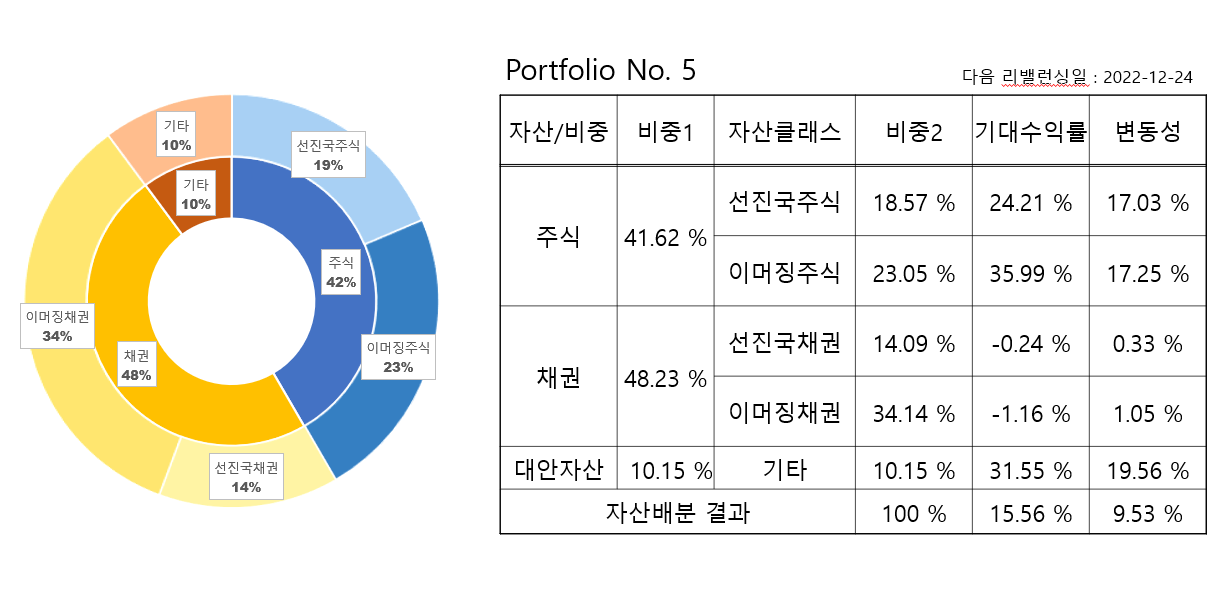 Portfolio No. 5
다음 리밸런싱일 : 2022-12-24
기타
10%
선진국주식
19%
기타
10%
주식
42%
이머징채권
34%
이머징주식
23%
채권
48%
선진국채권
14%
자산/비중 비중1 자산클래스 비중2 기대수익률 변동성
주식 41.62 % 선진국주식 18.57 % 24.21 % 17.03 %
이머징주식 23.05 % 35.99 % 17.25 %
채권 48.23 % 선진국채권 14.09 % -0.24 % 0.33 %
이머징채권 34.14 % -1.16 % 1.05 %
대안자산 10.15 % 기타 10.15 % 31.55 % 19.56 %
자산배분 결과 100 % 15.56 % 9.53 %